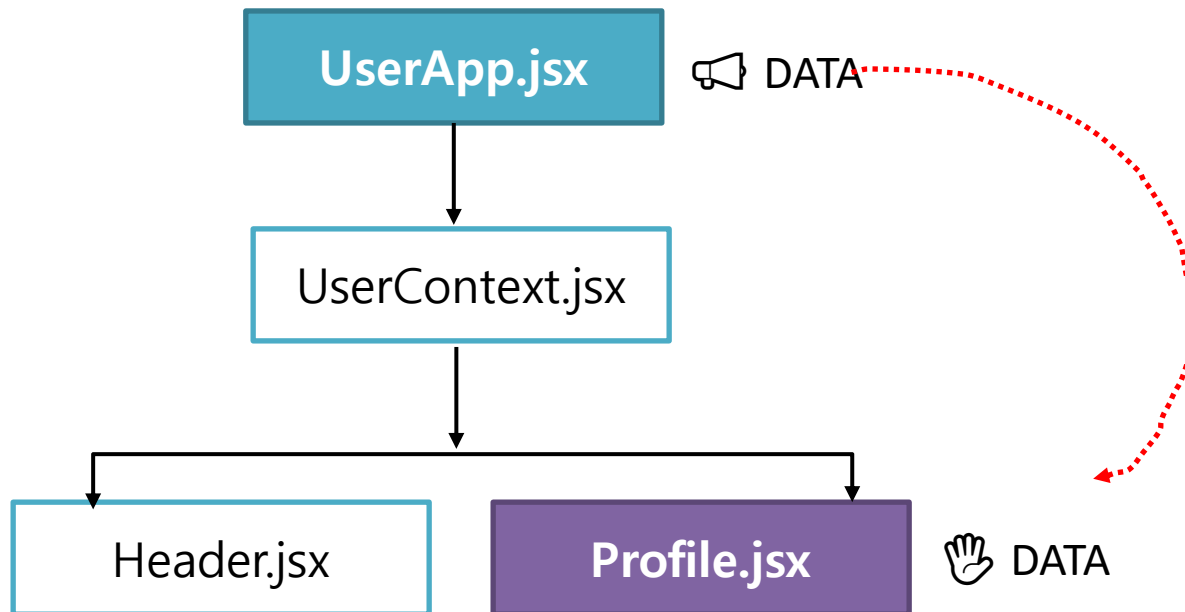 UserApp.jsx
DATA
UserContext.jsx
Header.jsx
Profile.jsx
DATA